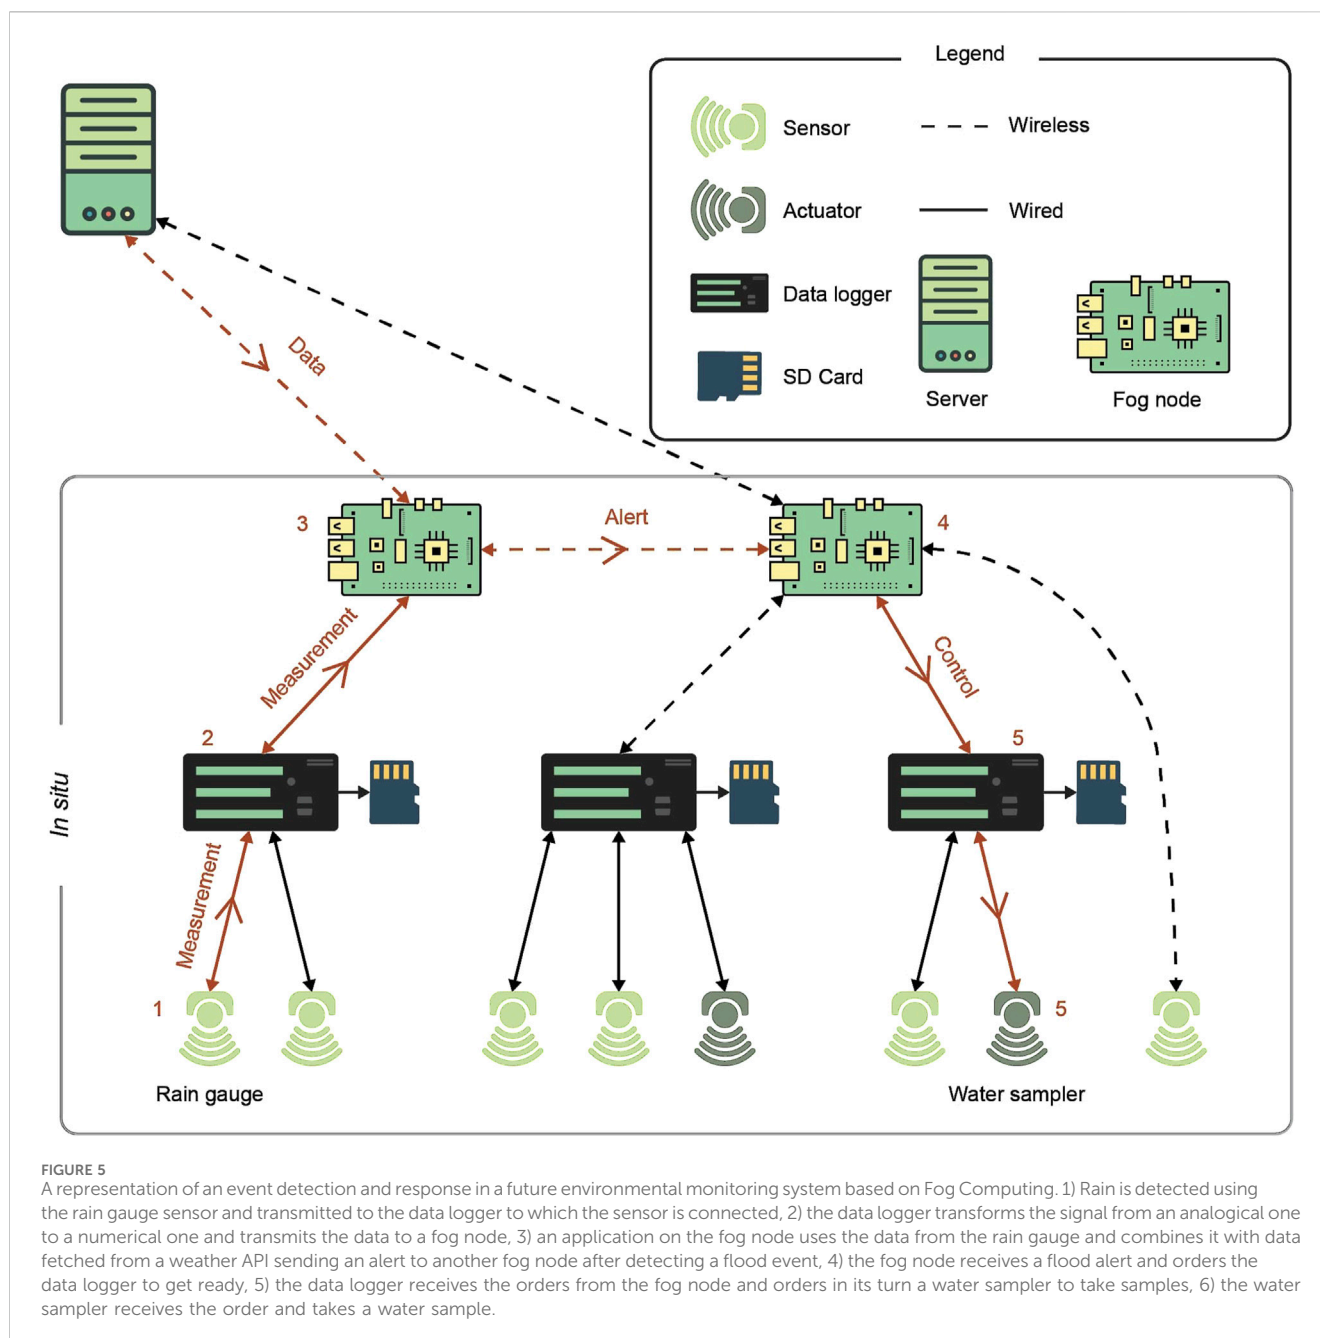 Legend
Sensor
Wireless
Actuator
Wired
Data logger
SD Card
Server
Fog node
Data
3
Alert
4
Measurement
Control
2
5
In situ
Measurement
1
5
Rain gauge
Water sampler
FIGURE 5
A representation of an event detection and response in a future environmental monitoring system based on Fog Computing. 1) Rain is detected using
the rain gauge sensor and transmitted to the data logger to which the sensor is connected, 2) the data logger transforms the signal from an analogical one
to a numerical one and transmits the data to a fog node, 3) an application on the fog node uses the data from the rain gauge and combines it with data
fetched from a weather API sending an alert to another fog node after detecting a flood event, 4) the fog node receives a flood alert and orders the
data logger to get ready, 5) the data logger receives the orders from the fog node and orders in its turn a water sampler to take samples, 6) the water
sampler receives the order and takes a water sample.